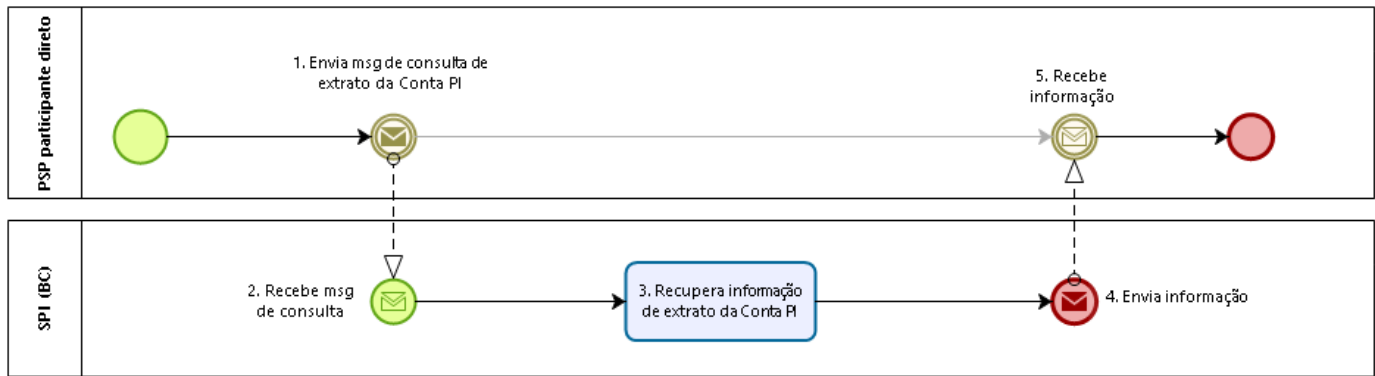 PSP participante direto
1. Envia msg de consulta de
extrato da Conta PI
5. Recebe
informação
SPI (BC)
2. Recebe msg
de consulta
3. Recupera informação
de extrato da Conta PI
4. Envia informação